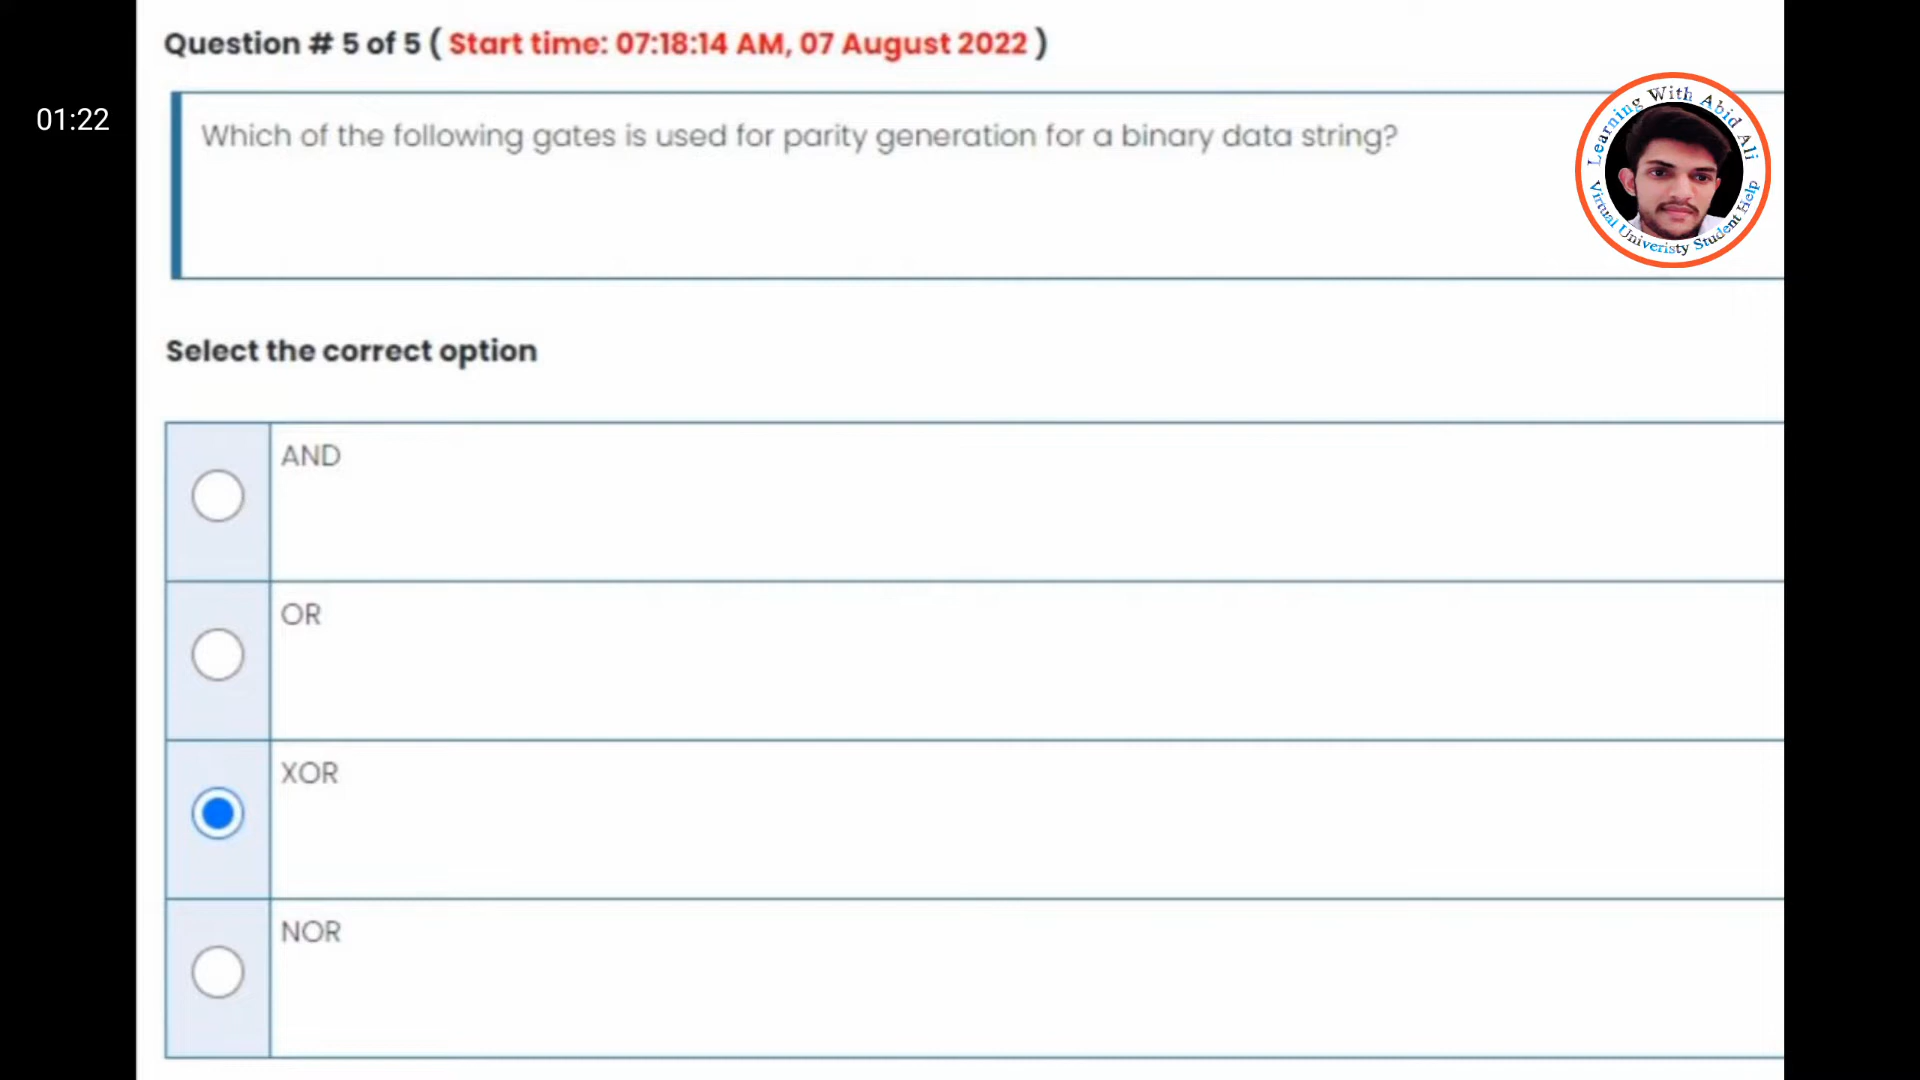 Question # 5 of 5 ( Start time: 07:18:14 AM, 07 August 2022 )
01:22
Learning With Abid Ali
Virtual Univeristy Student Help
Which of the following gates is used for parity generation for a binary data string?
Select the correct option
AND
OR
XOR
NOR